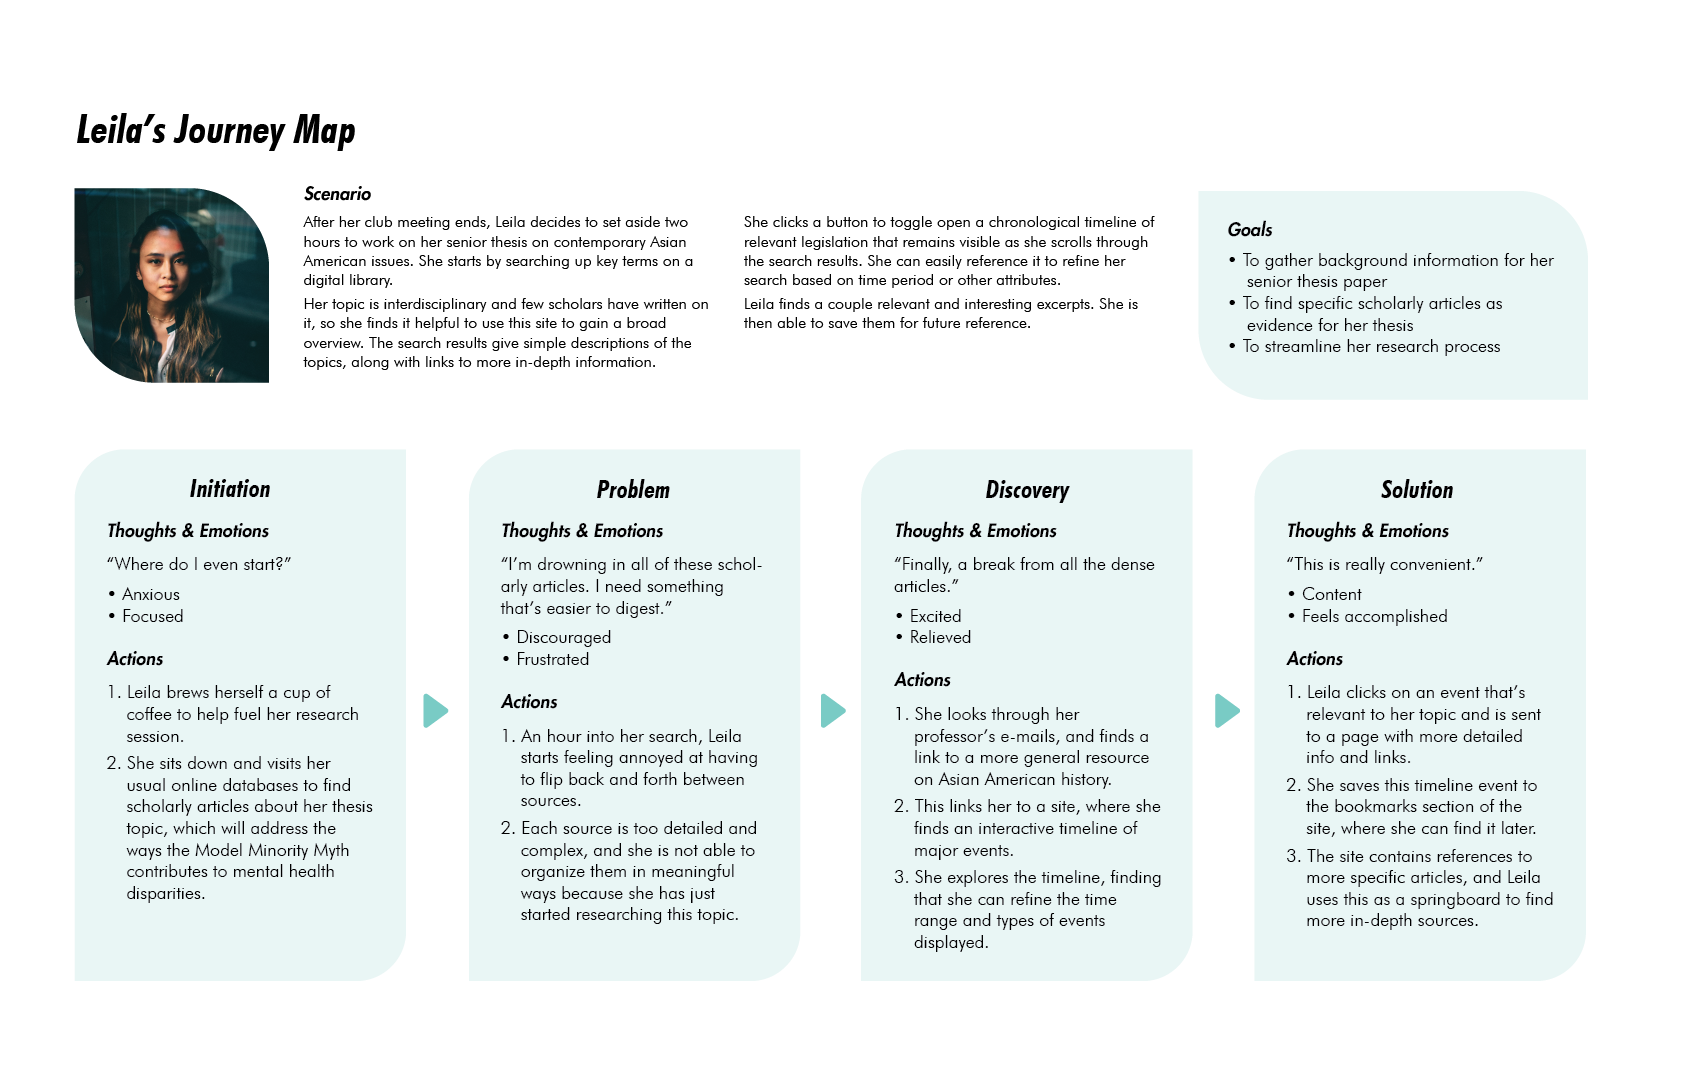 Leila’s Journey Map
Scenario
After her club meeting ends, Leila decides to set aside two
hours to work on her senior thesis on contemporary Asian
American issues. She starts by searching up key terms on a
digital library.
Her topic is interdisciplinary and few scholars have written on
it, so she finds it helpful to use this site to gain a broad
overview. The search results give simple descriptions of the
topics, along with links to more in-depth information.
She clicks a button to toggle open a chronological timeline of
relevant legislation that remains visible as she scrolls through
the search results. She can easily reference it to refine her
search based on time period or other attributes.
Leila finds a couple relevant and interesting excerpts. She is
then able to save them for future reference.
Goals
• To gather background information for her
senior thesis paper
• To find specific scholarly articles as
evidence for her thesis
• To streamline her research process
Initiation
Thoughts & Emotions
“Where do I even start?”
• Anxious
• Focused
Actions
1. Leila brews herself a cup of
coffee to help fuel her research
session.
2. She sits down and visits her
usual online databases to find
scholarly articles about her thesis
topic, which will address the
ways the Model Minority Myth
contributes to mental health
disparities.
Problem
Thoughts & Emotions
“I’m drowning in all of these schol-
arly articles. I need something
that’s easier to digest.”
• Discouraged
• Frustrated
Actions
1. An hour into her search, Leila
starts feeling annoyed at having
to flip back and forth between
sources.
2. Each source is too detailed and
complex, and she is not able to
organize them in meaningful
ways because she has just
started researching this topic.
Discovery
Thoughts & Emotions
“Finally, a break from all the dense
articles.”
• Excited
• Relieved
Actions
1. She looks through her
professor’s e-mails, and finds a
link to a more general resource
on Asian American history.
2. This links her to a site, where she
finds an interactive timeline of
major events.
3. She explores the timeline, finding
that she can refine the time
range and types of events
displayed.
Solution
Thoughts & Emotions
“This is really convenient.”
• Content
• Feels accomplished
Actions
1. Leila clicks on an event that’s
relevant to her topic and is sent
to a page with more detailed
info and links.
2. She saves this timeline event to
the bookmarks section of the
site, where she can find it later.
3. The site contains references to
more specific articles, and Leila
uses this as a springboard to find
more in-depth sources.